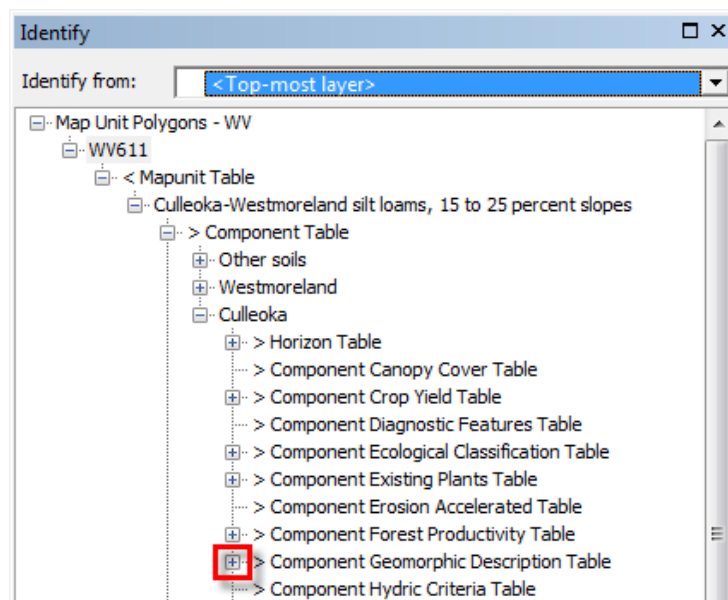 Identify
Identify from: <Top-most layer>
Map Unit Polygons - WV
WV611
< Mapunit Table
Culleoka-Westmoreland silt loams, 15 to 25 percent slopes
> Component Table
Other soils
Westmoreland
Culleoka
> Horizon Table
> Component Canopy Cover Table
> Component Crop Yield Table
> Component Diagnostic Features Table
> Component Ecological Classification Table
> Component Existing Plants Table
> Component Erosion Accelerated Table
> Component Forest Productivity Table
> Component Geomorphic Description Table
> Component Hydric Criteria Table